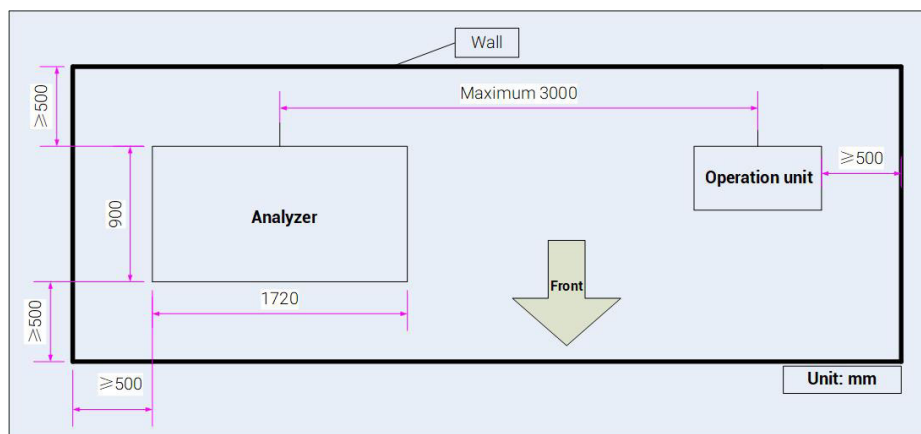 Wall
Maximum 3000
≥500
≥500
Operation unit
900
Analyzer
Front
1720
≥500
≥500
Unit: mm